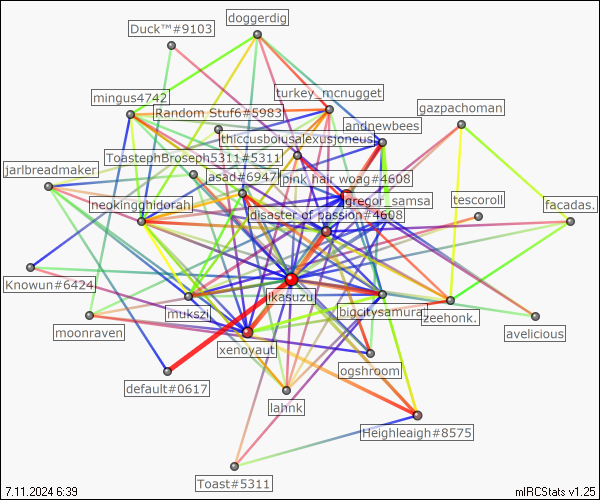 doggerdig
Duck™#9103
turkey_mcnugget
mingus4742
Random Stuf6#5983
gazpachoman
andnewbees
thiccusboiusalexusjoneus
ToastephBroseph5311#5311
jarlbreadmaker
asad#6947
pink hair woag#4608
gregor_samsa
tescoroll
neokingghidorah
facadas.
disaster of passion#4608
Knowun#6424
ikasuzu
mukszil
bigcitysamura
zeehonk.
moonraven
avelicious
xenoyaut
ogshroom
default#0617
lahnk
Heighleaigh#8575
Toast#5311
7.11.2024 6:39
mIRCStats v1.25